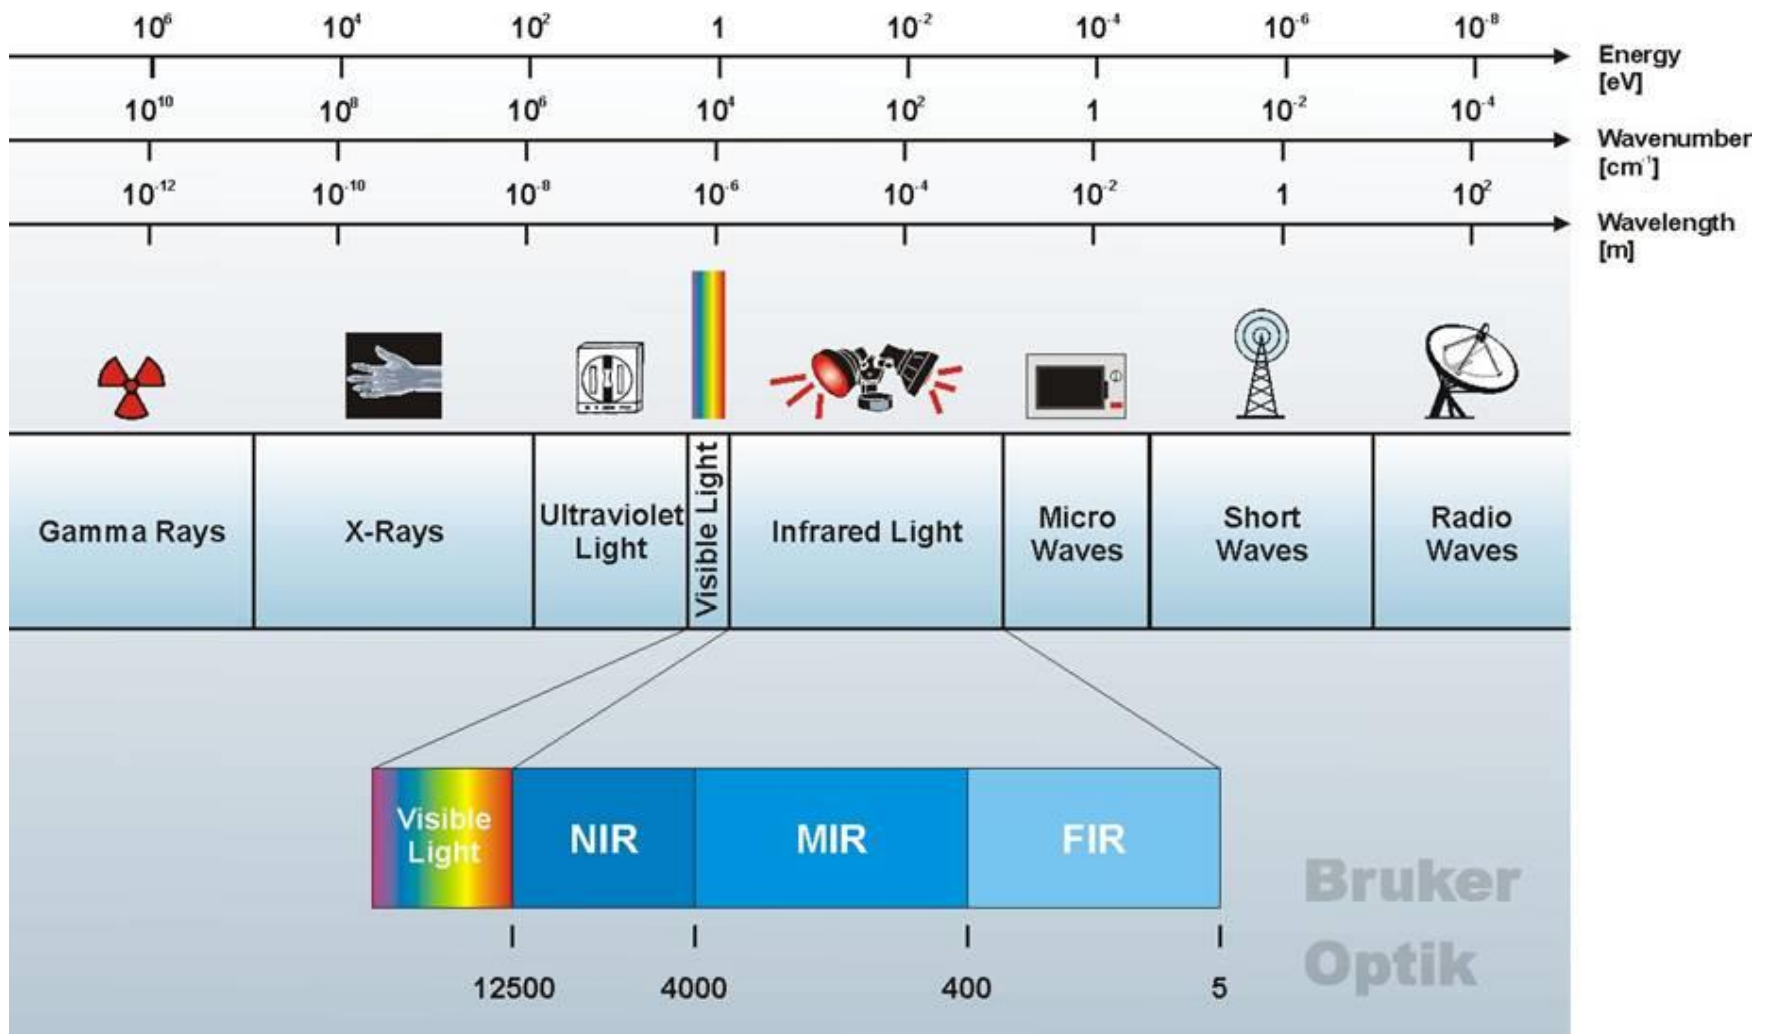 10⁶ 10⁴ 10² 1 10⁻² 10⁻⁴ 10⁻⁶ 10⁻⁸
Energy
[eV]
10¹⁰ 10⁸ 10⁶ 10⁴ 10² 1 10⁻² 10⁻⁴
Wavenumber
[cm⁻¹]
10⁻¹² 10⁻¹⁰ 10⁻⁸ 10⁻⁶ 10⁻⁴ 10⁻² 1 10²
Wavelength
[m]
Gamma Rays
X-Rays
Ultraviolet
Light
Visible Light
Infrared Light
Micro
Waves
Short
Waves
Radio
Waves
Visible
Light
NIR
MIR
FIR
12500 4000 400 5
Bruker
Optik